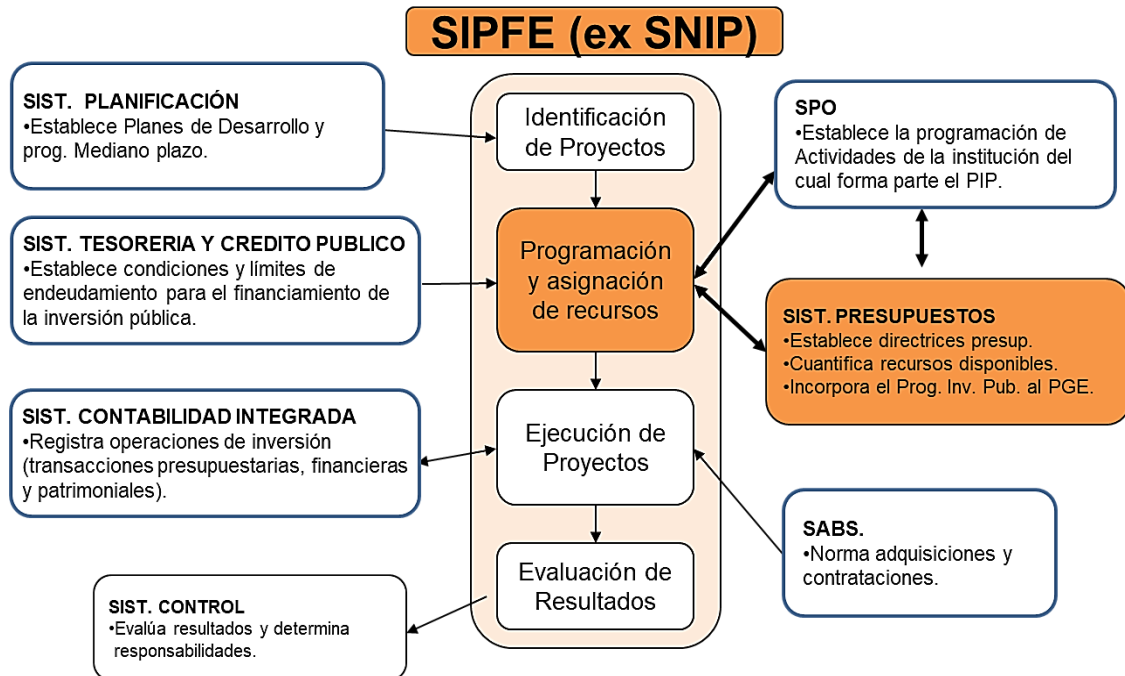 SIPFE (ex SNIP)
SIST. PLANIFICACIÓN
•Establece Planes de Desarrollo y
prog. Mediano plazo.
SIST. TESORERIA Y CREDITO PUBLICO
•Establece condiciones y límites de
endeudamiento para el financiamiento de
la inversión pública.
SIST. CONTABILIDAD INTEGRADA
•Registra operaciones de inversión
(transacciones presupuestarias, financieras
y patrimoniales).
SIST. CONTROL
•Evalúa resultados y determina
responsabilidades.
Identificación
de Proyectos
Programación
y asignación
de recursos
Ejecución de
Proyectos
Evaluación de
Resultados
SPO
•Establece la programación de
Actividades de la institución del
cual forma parte el PIP.
SIST. PRESUPUESTOS
•Establece directrices presup.
•Cuantifica recursos disponibles.
•Incorpora el Prog. Inv. Pub. al PGE.
SABS.
•Norma adquisiciones y
contrataciones.